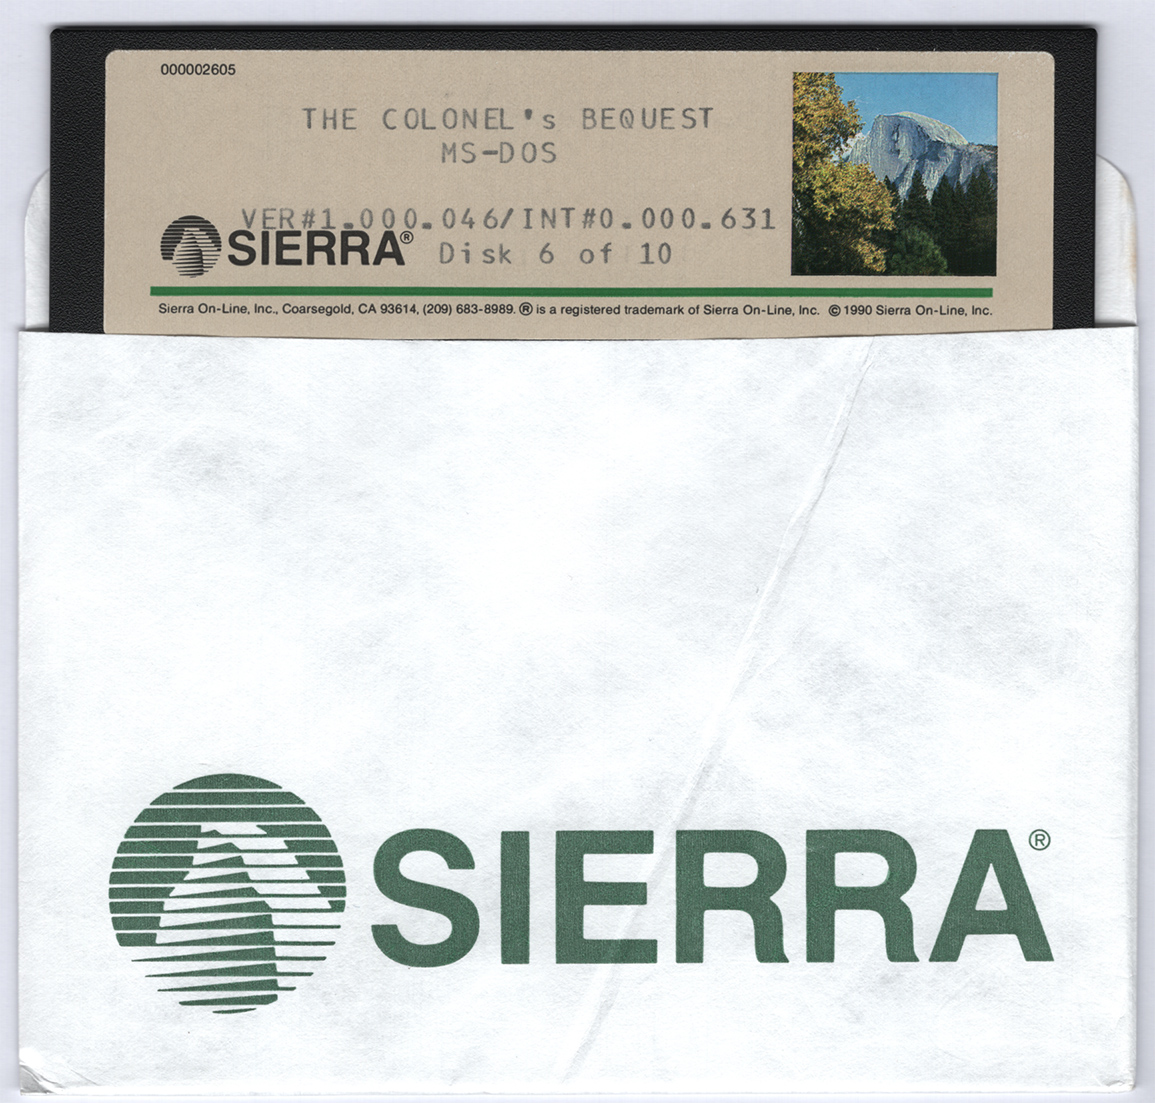 000002605
THE COLONEL's BEQUEST
MS-DOS
VER#1.000.046/INT#0.000.631
SIERRA®
Disk 6 of 10
Sierra On-Line, Inc., Coarsegold, CA 93614, (209) 683-8989. ® is a registered trademark of Sierra On-Line, Inc. © 1990 Sierra On-Line, Inc.
SIERRA®